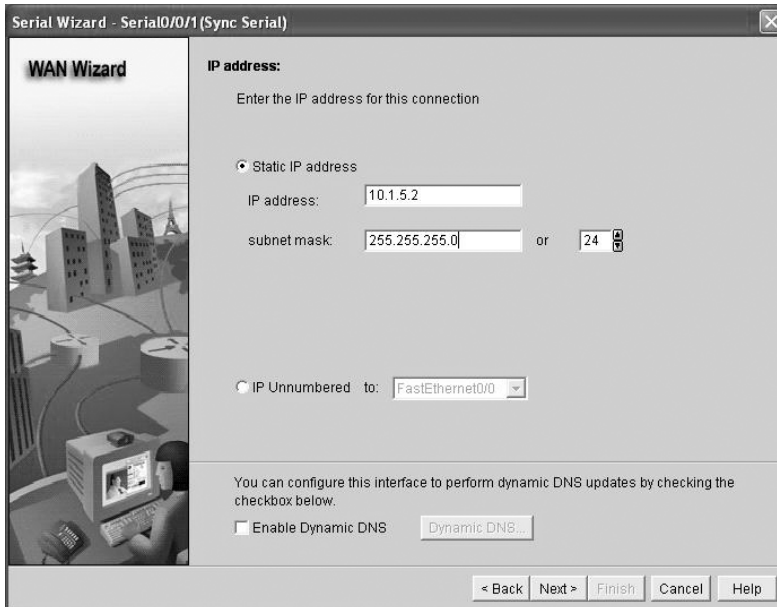 Serial Wizard - Serial0/0/1(Sync Serial)
WAN Wizard
IP address:
Enter the IP address for this connection
Static IP address
IP address: 10.1.5.2
subnet mask: 255.255.255.0 or 24
IP Unnumbered to: FastEthernet0/0
You can configure this interface to perform dynamic DNS updates by checking the
checkbox below.
Enable Dynamic DNS Dynamic DNS...
< Back Next > Finish Cancel Help